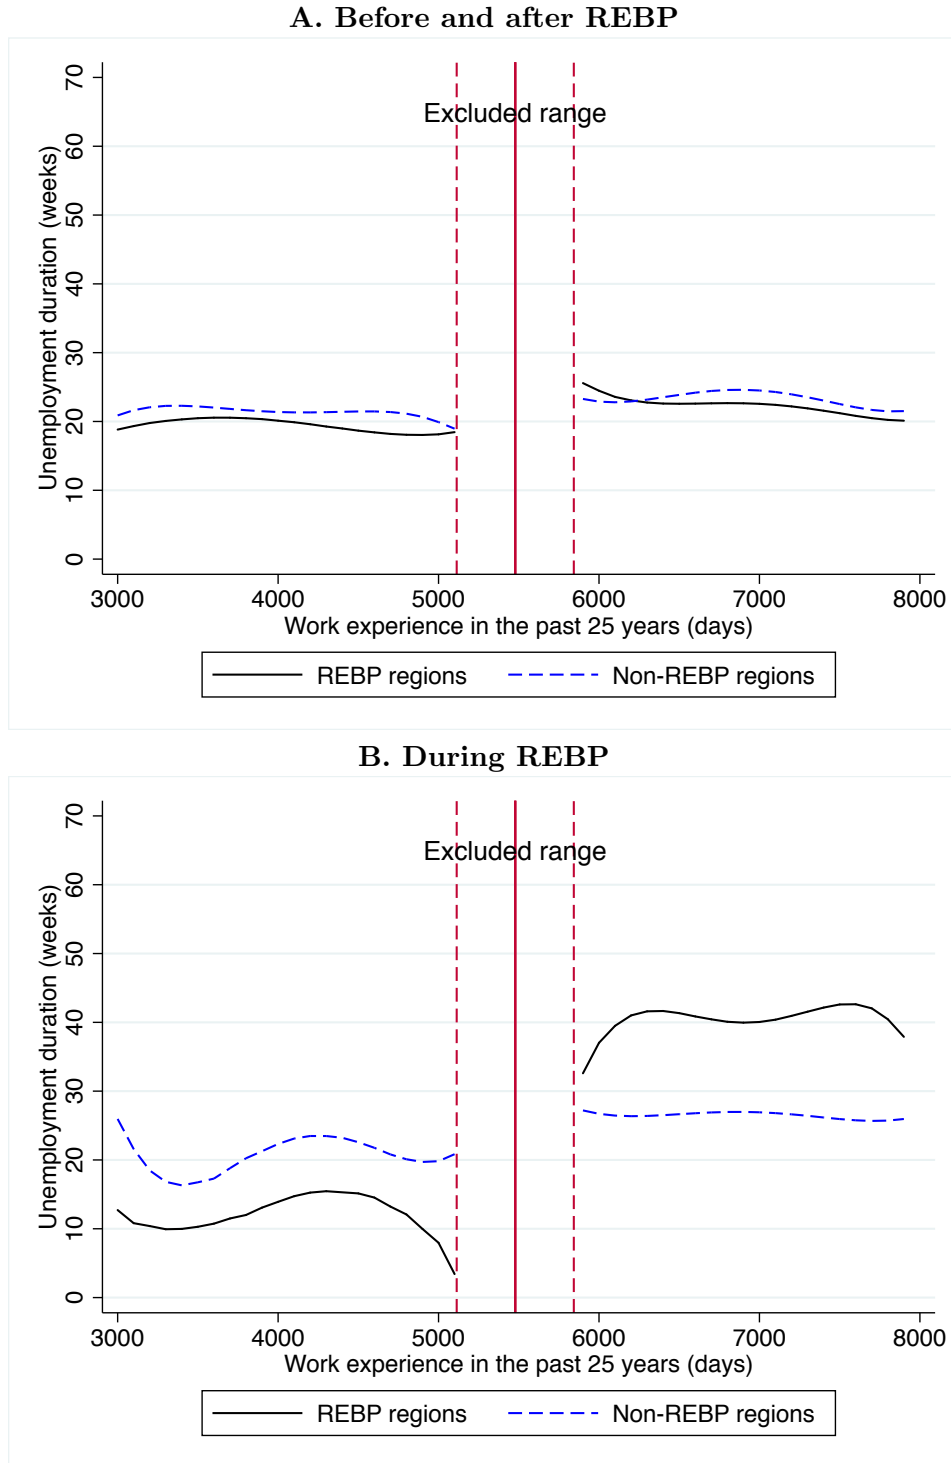 A. Before and after REBP
Excluded range
Unemployment duration (weeks)
70
60
50
40
30
20
10
0
3000 4000 5000 6000 7000 8000
Work experience in the past 25 years (days)
REBP regions Non-REBP regions
B. During REBP
Excluded range
Unemployment duration (weeks)
70
60
50
40
30
20
10
0
3000 4000 5000 6000 7000 8000
Work experience in the past 25 years (days)
REBP regions Non-REBP regions